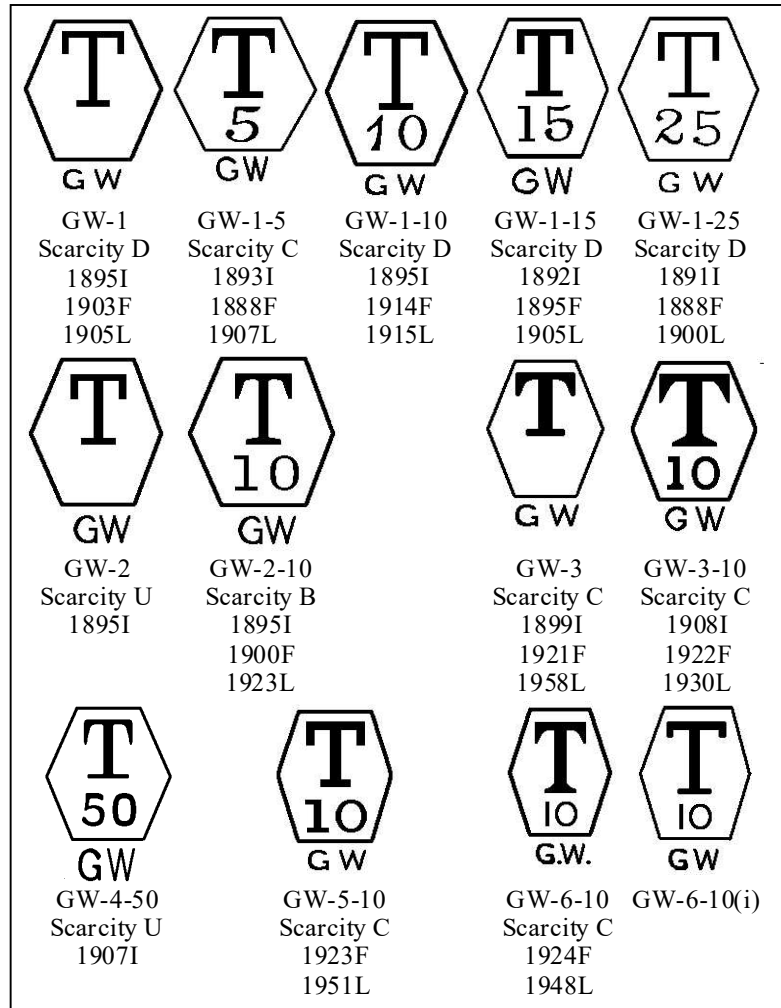 T T T T T
5 10 15 25
GW GW GW GW GW
GW-1 GW-1-5 GW-1-10 GW-1-15 GW-1-25
Scarcity D Scarcity C Scarcity D Scarcity D Scarcity D
1895I 1893I 1895I 1892I 1891I
1903F 1888F 1914F 1895F 1888F
1905L 1907L 1915L 1905L 1900L
T T T T
10 10
GW GW G W G W
GW-2 GW-2-10 GW-3 GW-3-10
Scarcity U Scarcity B Scarcity C Scarcity C
1895I 1895I 1899I 1908I
1900F 1921F 1922F
1923L 1958L 1930L
T T T T
50 10 10 10
GW G W G.W. GW
GW-4-50 GW-5-10 GW-6-10 GW-6-10(i)
Scarcity U Scarcity C Scarcity C
1907I 1923F 1924F
1951L 1948L